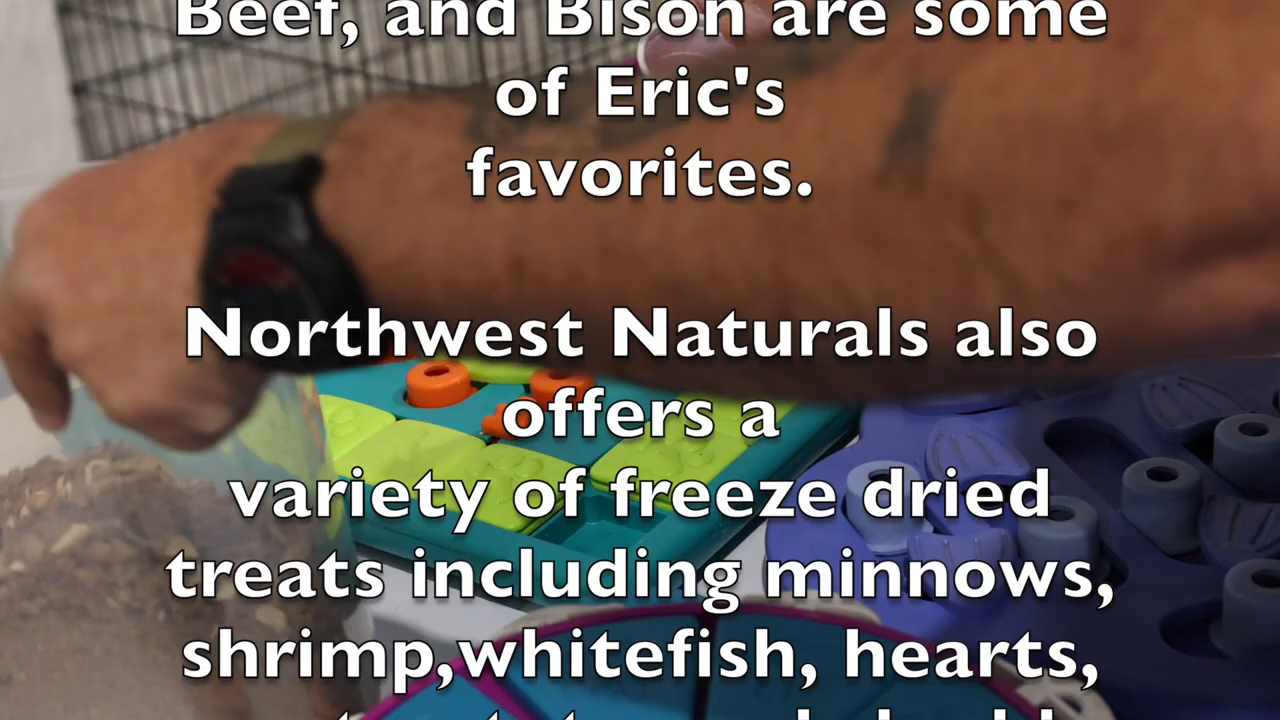 Beef, and Bison are some
of Eric's
favorites.
Northwest Naturals also
offers a
variety of freeze dried
treats including minnows,
shrimp,whitefish, hearts,